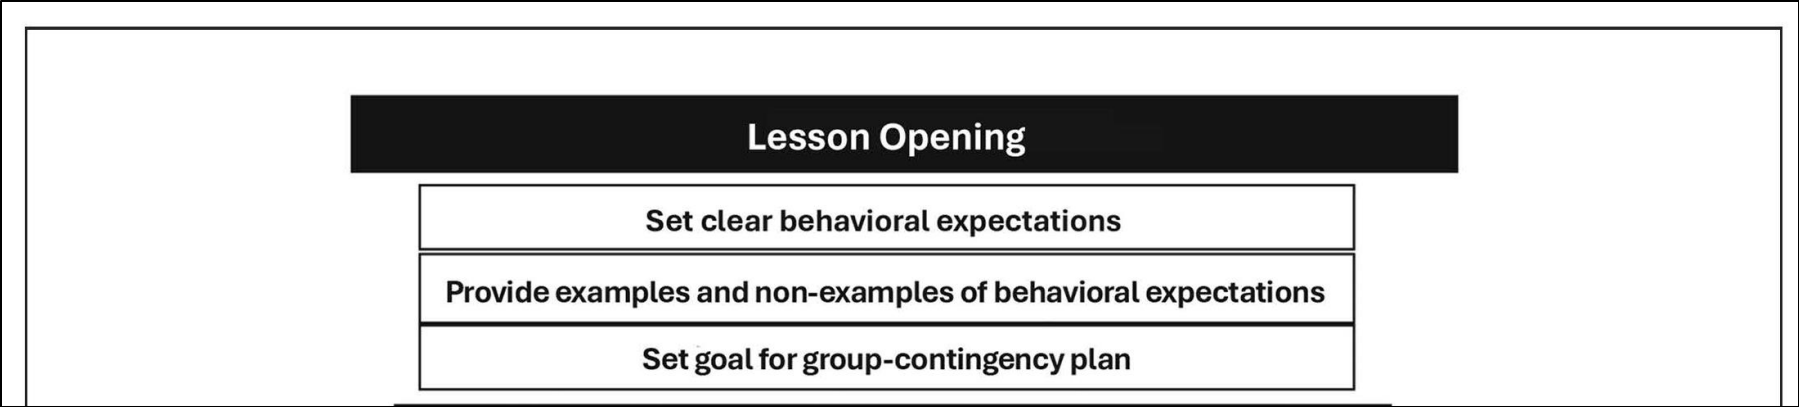 Lesson Opening
Set clear behavioral expectations
Provide examples and non-examples of behavioral expectations
Set goal for group-contingency plan